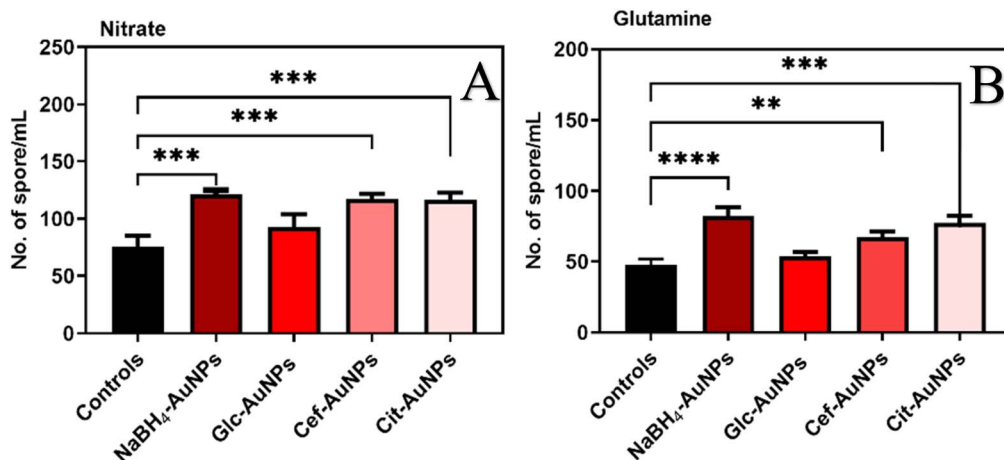 Nitrate
A
No. of spore/mL
250
200
150
100
50
0
***
***
***
Controls
NaBH₄-AuNPs
Glc-AuNPs
Cef-AuNPs
Cit-AuNPs
Glutamine
B
No. of spore/mL
200
150
100
50
0
***
**
****
Controls
NaBH₄-AuNPs
Glc-AuNPs
Cef-AuNPs
Cit-AuNPs